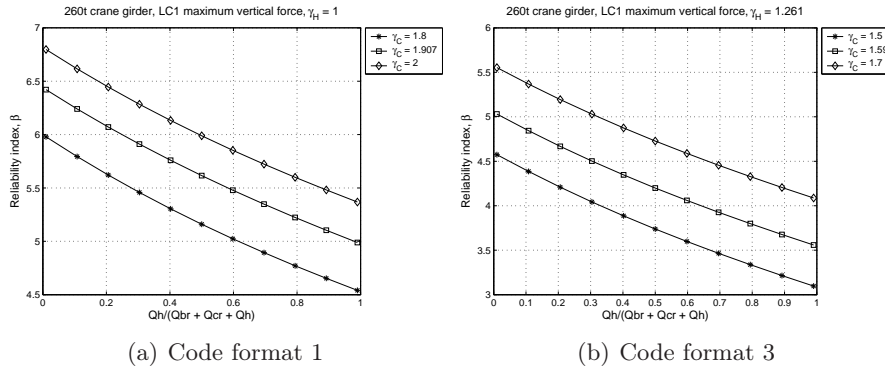 260t crane girder, LC1 maximum vertical force, γH = 1
7
6.5
6
5.5
5
4.5
Reliability index, β
0
0.2
0.4
0.6
0.8
1
Qh/(Qbr + Qcr + Qh)
γC = 1.8
γC = 1.907
γC = 2
(a) Code format 1
260t crane girder, LC1 maximum vertical force, γH = 1.261
6
5.5
5
4.5
4
3.5
3
Reliability index, β
0
0.1
0.2
0.3
0.4
0.5
0.6
0.7
0.8
0.9
1
Qh/(Qbr + Qcr + Qh)
γC = 1.5
γC = 1.59
γC = 1.7
(b) Code format 3